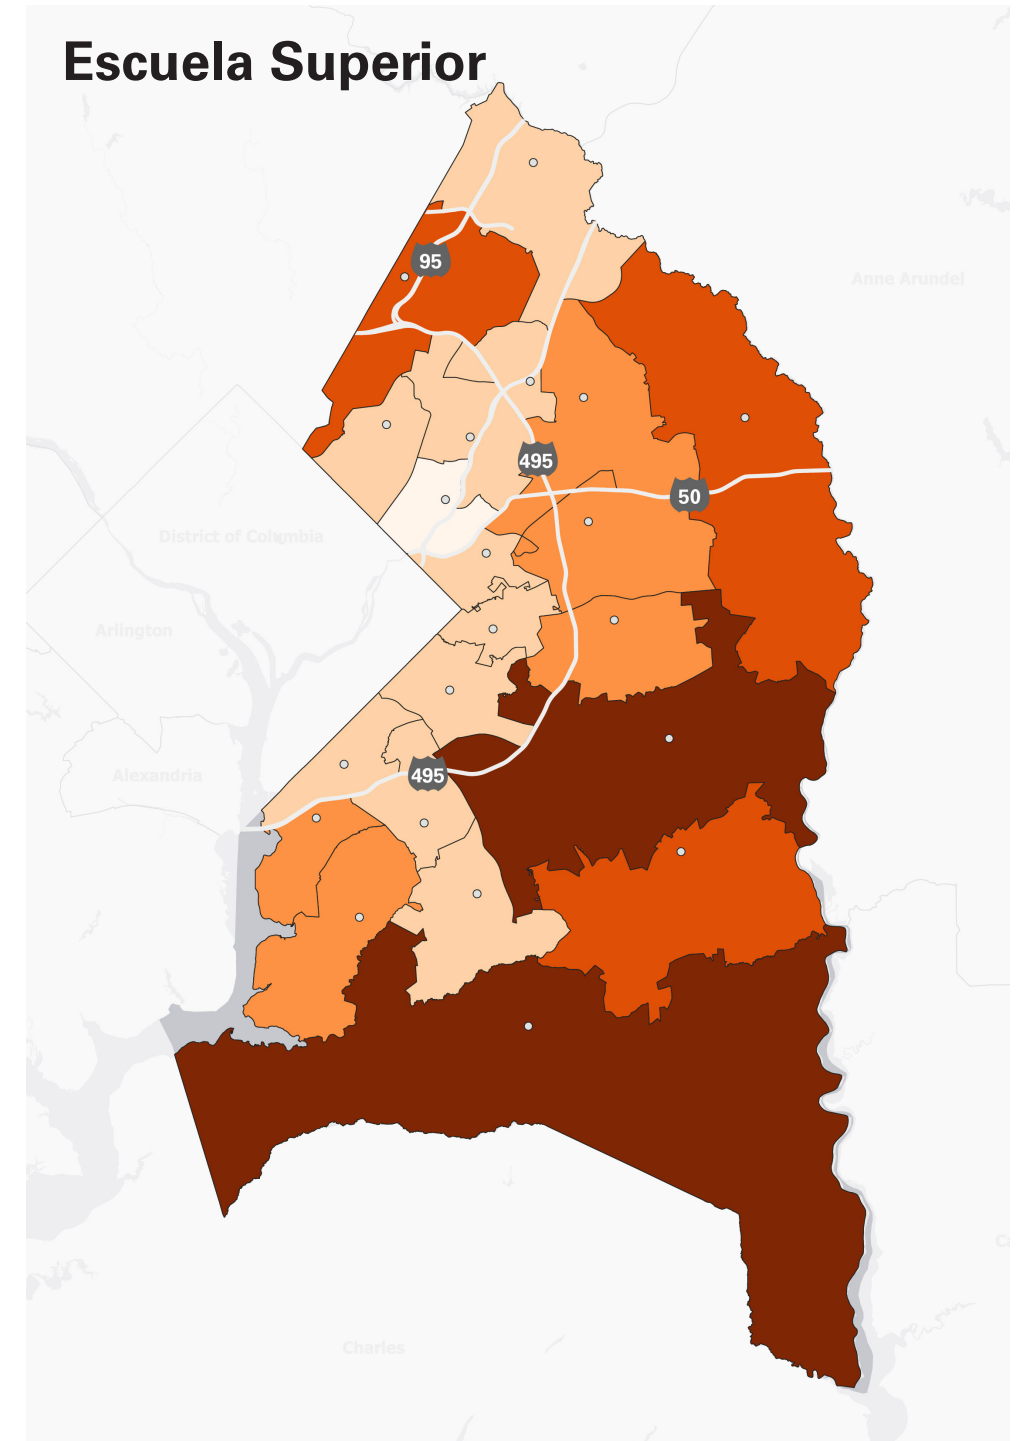 Escuela Superior
95
Anne Arundel
495
50
District of Columbia
Arlington
Alexandria
495
Charles